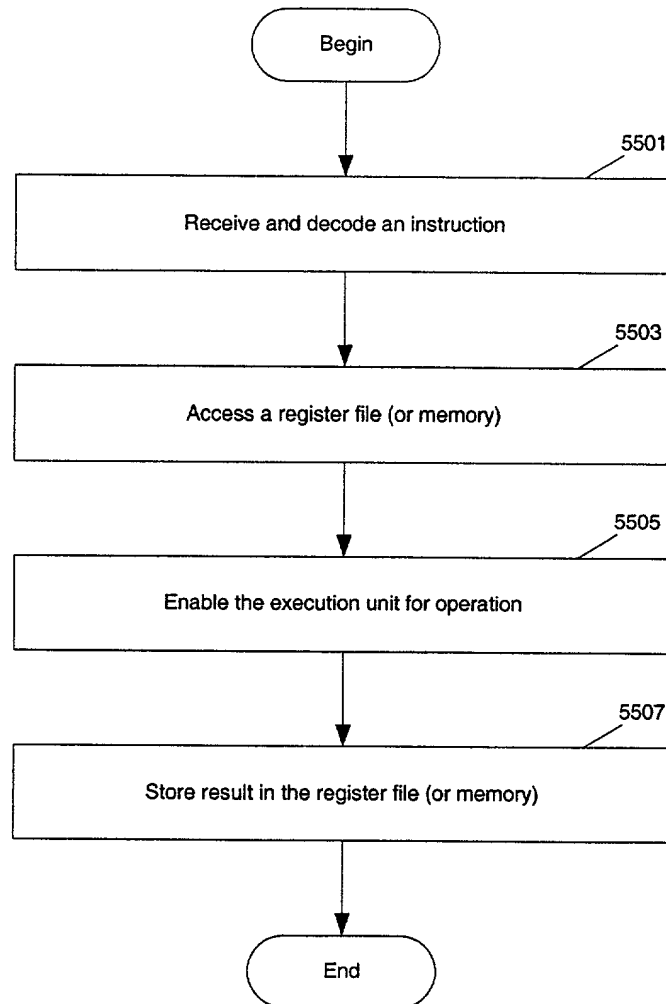 Begin
5501
Receive and decode an instruction
5503
Access a register file (or memory)
5505
Enable the execution unit for operation
5507
Store result in the register file (or memory)
End